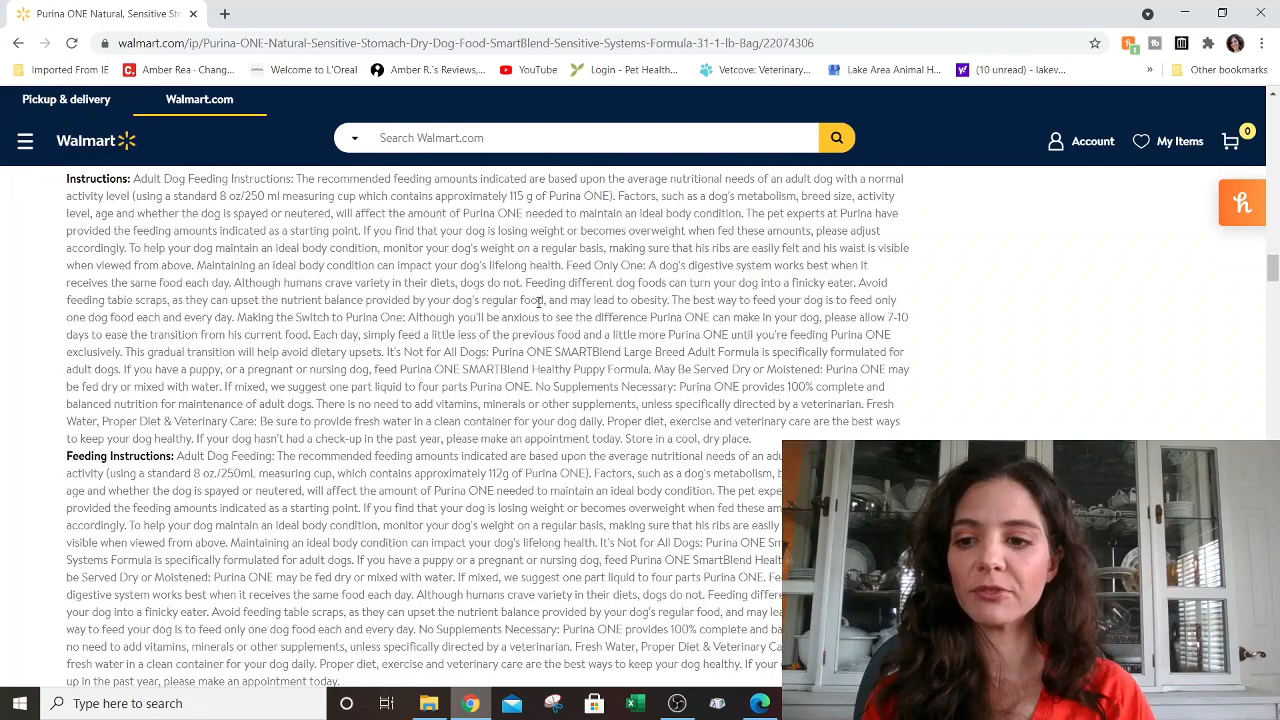 Purina ONE Natural, Sensitive Sto
walmart.com/ip/Purina-ONE-Natural-Sensitive-Stomach-Dry-Dog-Food-SmartBlend-Sensitive-Systems-Formula-31-1-lb-Bag/22074306
1
Imported From IE
Amber Rea - Chang...
Welcome to L'Oreal
Amber R.'s Reviews,...
YouTube
Login - Pet Health...
Vetcove: Veterinary...
Lake Area Animal H...
(10 unread) - lakev...
»
Other bookmarks
Pickup & delivery
Walmart.com
Walmart
Search Walmart.com
Account
My Items
0
Instructions: Adult Dog Feeding Instructions: The recommended feeding amounts indicated are based upon the average nutritional needs of an adult dog with a normal
activity level (using a standard 8 oz/250 ml measuring cup which contains approximately 115 g of Purina ONE). Factors, such as a dog's metabolism, breed size, activity
level, age and whether the dog is spayed or neutered, will affect the amount of Purina ONE needed to maintain an ideal body condition. The pet experts at Purina have
provided the feeding amounts indicated as a starting point. If you find that your dog is losing weight or becomes overweight when fed these amounts, please adjust
accordingly. To help your dog maintain an ideal body condition, monitor your dog's weight on a regular basis, making sure that his ribs are easily felt and his waist is visible
when viewed from above. Maintaining an ideal body condition can impact your dog's lifelong health. Feed Only One: A dog's digestive system works best when it
receives the same food each day. Although humans crave variety in their diets, dogs do not. Feeding different dog foods can turn your dog into a finicky eater. Avoid
feeding table scraps, as they can upset the nutrient balance provided by your dog's regular food, and may lead to obesity. The best way to feed your dog is to feed only
one dog food each and every day. Making the Switch to Purina One: Although you'll be anxious to see the difference Purina ONE can make in your dog, please allow 7-10
days to ease the transition from his current food. Each day, simply feed a little less of the previous food and a little more Purina ONE until you're feeding Purina ONE
exclusively. This gradual transition will help avoid dietary upsets. It's Not for All Dogs: Purina ONE SMARTBlend Large Breed Adult Formula is specifically formulated for
adult dogs. If you have a puppy, or a pregnant or nursing dog, feed Purina ONE SMARTBlend Healthy Puppy Formula. May Be Served Dry or Moistened: Purina ONE may
be fed dry or mixed with water. If mixed, we suggest one part liquid to four parts Purina ONE. No Supplements Necessary: Purina ONE provides 100% complete and
balanced nutrition for maintenance of adult dogs. There is no need to add vitamins, minerals or other supplements, unless specifically directed by a veterinarian. Fresh
Water, Proper Diet & Veterinary Care: Be sure to provide fresh water in a clean container for your dog daily. Proper diet, exercise and veterinary care are the best ways
to keep your dog healthy. If your dog hasn't had a check-up in the past year, please make an appointment today. Store in a cool, dry place.
Feeding Instructions: Adult Dog Feeding: The recommended feeding amounts indicated are based upon the average nutritional needs of an ad
activity (using a standard 8 oz./250mL measuring cup, which contains approximately 112g of Purina ONE). Factors, such as a dog's metabolism, b
age and whether the dog is spayed or neutered, will affect the amount of Purina ONE needed to maintain an ideal body condition. The pet expe
provided the feeding amounts indicated as a starting point. If you find that your dog is losing weight or becomes overweight when fed these am
accordingly. To help your dog maintain an ideal body condition, monitor your dog's weight on a regular basis, making sure his ribs are easily
visible when viewed from above. Maintaining an ideal body condition can impact your dog's lifelong health. It's Not for All Dogs: Purina ONE Sm
Systems Formula is specifically formulated for adult dogs. If you have a puppy or a pregnant or nursing dog, feed Purina ONE SmartBlend Healt
be Served Dry or Moistened: Purina ONE may be fed dry or mixed with water. If mixed, we suggest one part liquid to four parts Purina ONE. Fe
digestive system works best when it receives the same food each day. Although humans crave variety in their diets, dogs do not. Feeding differe
your dog into a finicky eater. Avoid feeding table scraps, as they can upset the nutrient balance provided by your dog's regular food, and may lea
way to feed your dog is to feed only one dog food each and every day. No Supplements Necessary: Purina ONE provides 100% complete and ba
no need to add vitamins, minerals or other supplements, unless specifically directed by a veterinarian. Fresh Water, Proper Diet & Veterinary Ca
fresh water in a clean container for your dog daily. Proper diet, exercise and veterinary care are the best ways to keep your dog healthy. If your
up in the past year, please make an appointment today.
Type here to search